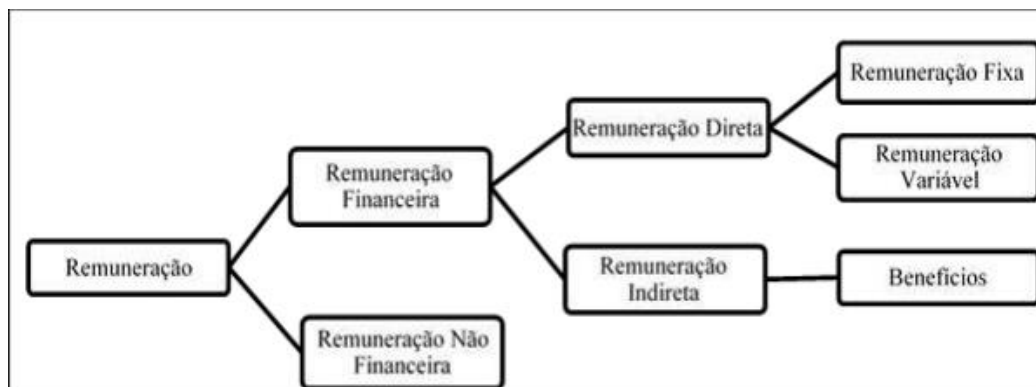 Remuneração
Remuneração
Financeira
Remuneração Não
Financeira
Remuneração Direta
Remuneração
Indireta
Remuneração Fixa
Remuneração
Variável
Benefícios